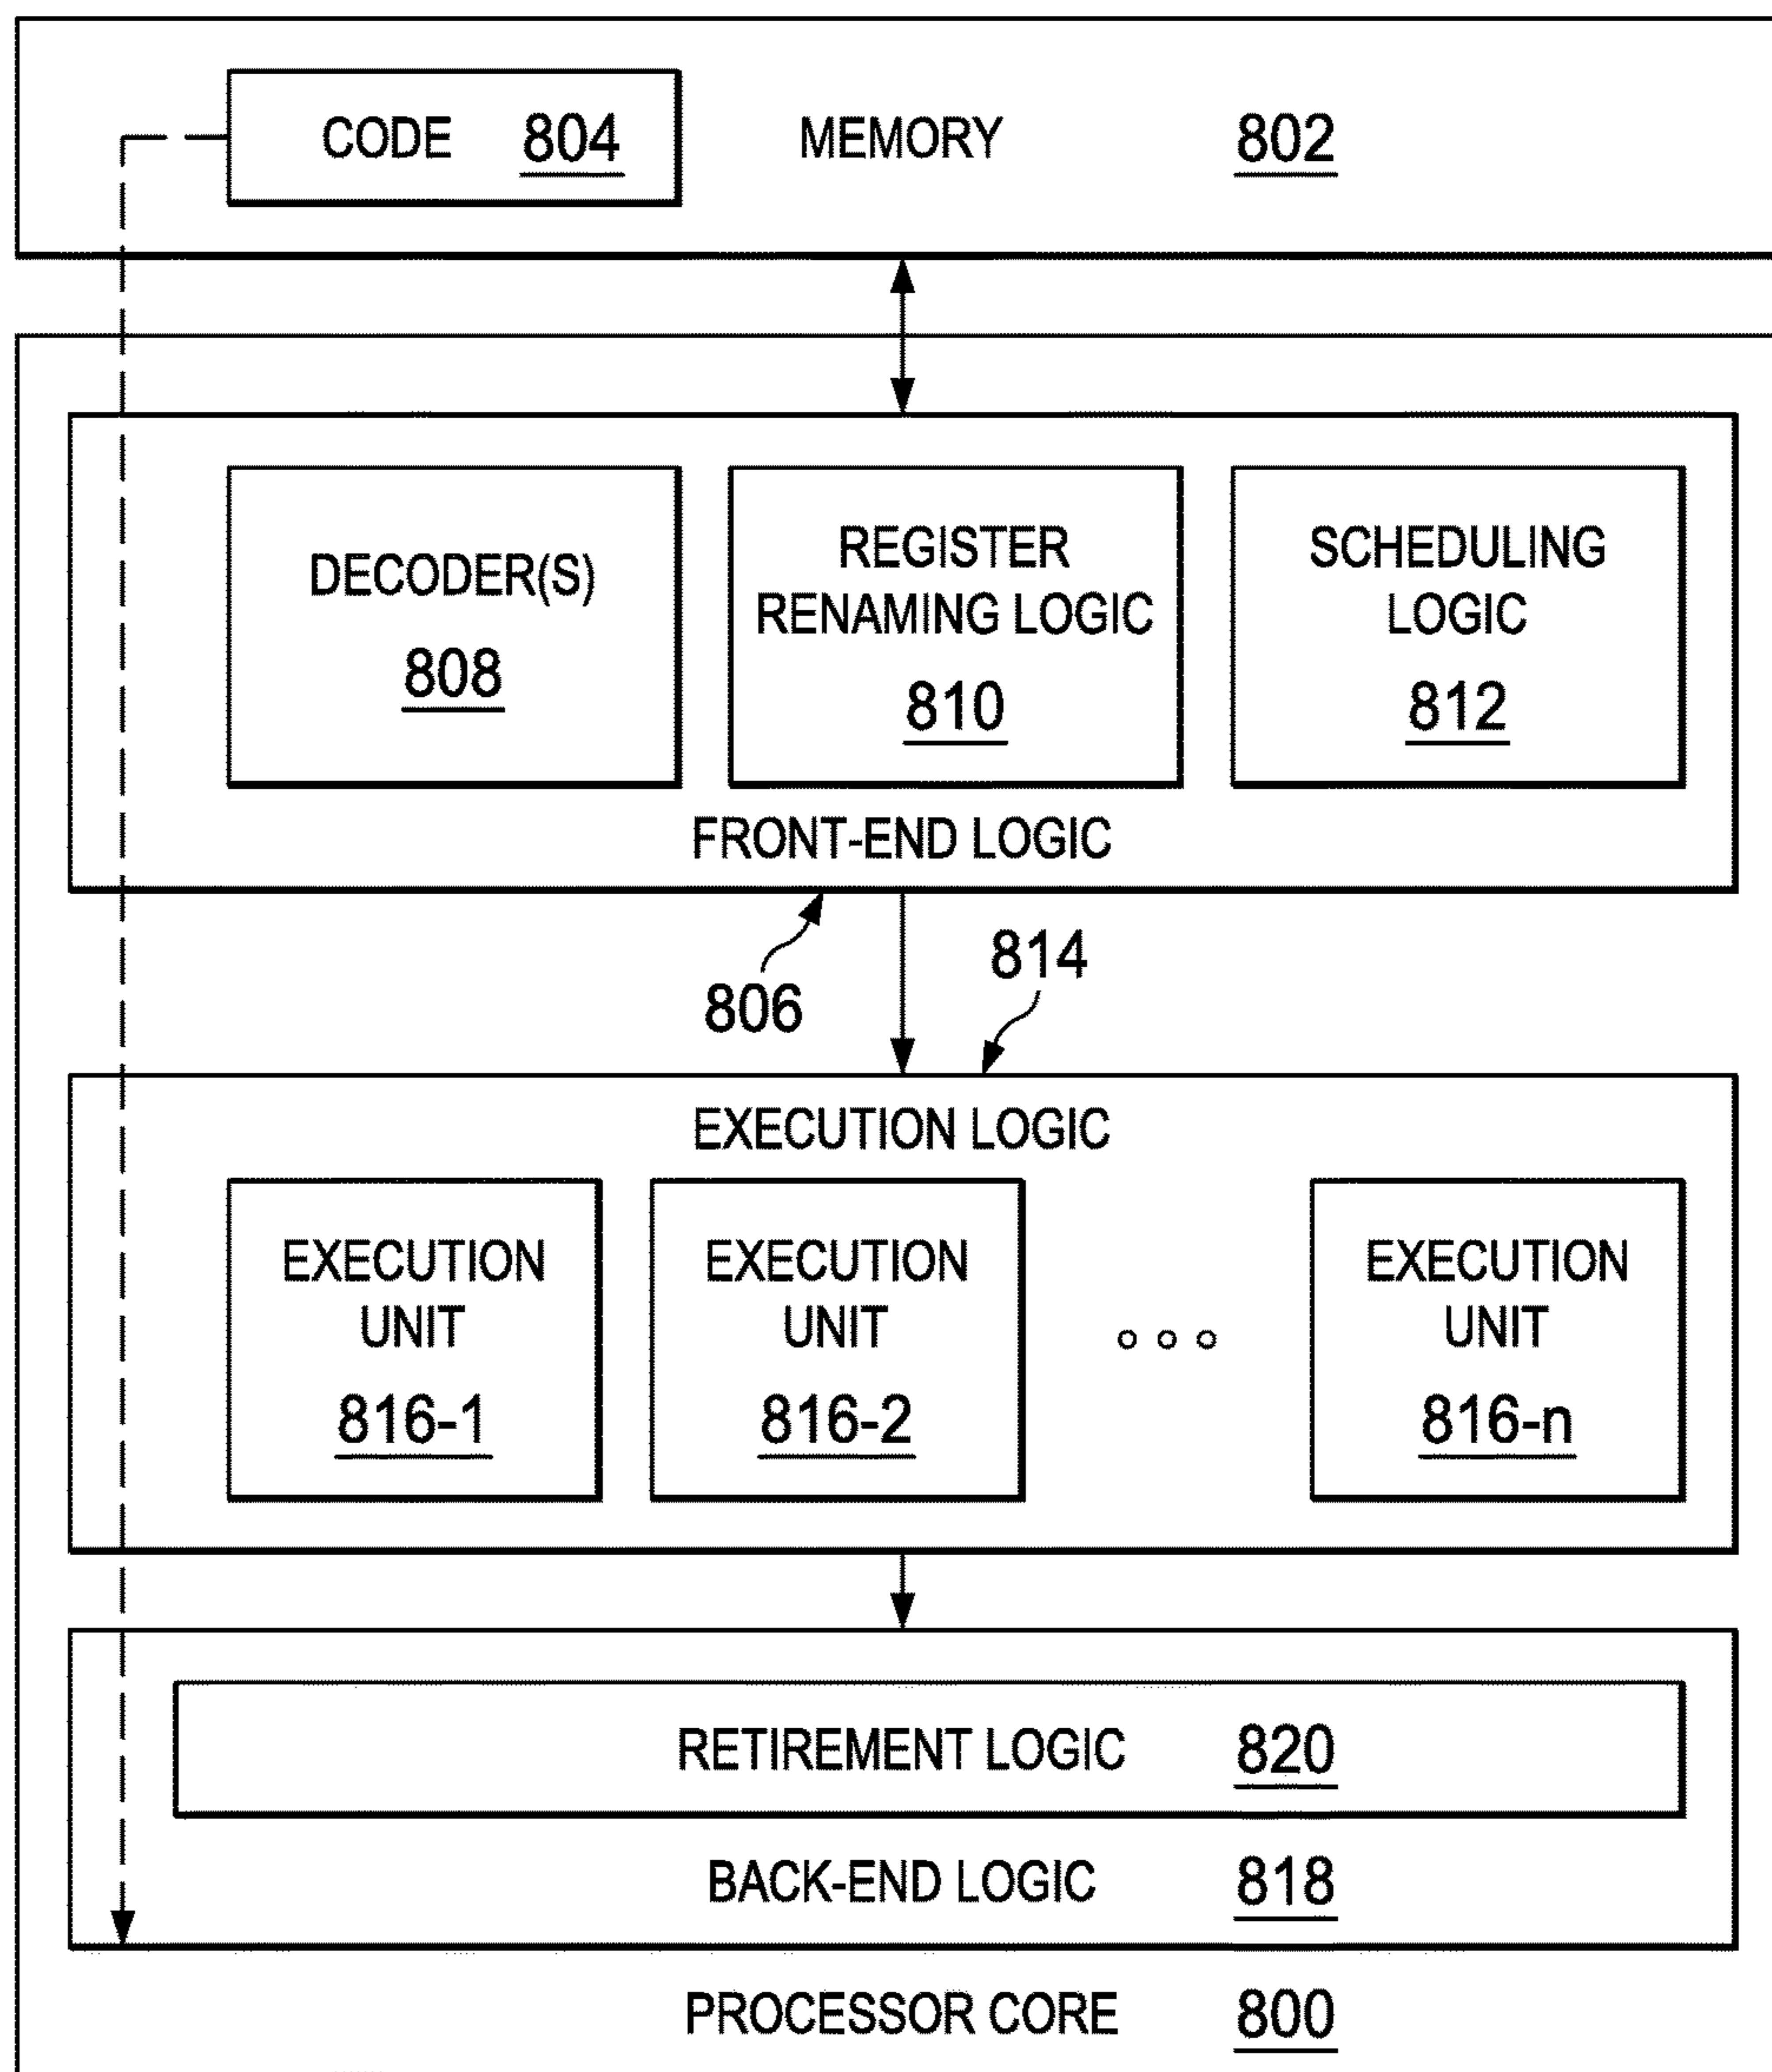 CODE 804 MEMORY 802
DECODER(S)
808
REGISTER
RENAMING LOGIC
810
SCHEDULING
LOGIC
812
FRONT-END LOGIC
806
814
EXECUTION LOGIC
EXECUTION
UNIT
816-1
EXECUTION
UNIT
816-2
EXECUTION
UNIT
816-n
RETIREMENT LOGIC 820
BACK-END LOGIC 818
PROCESSOR CORE 800